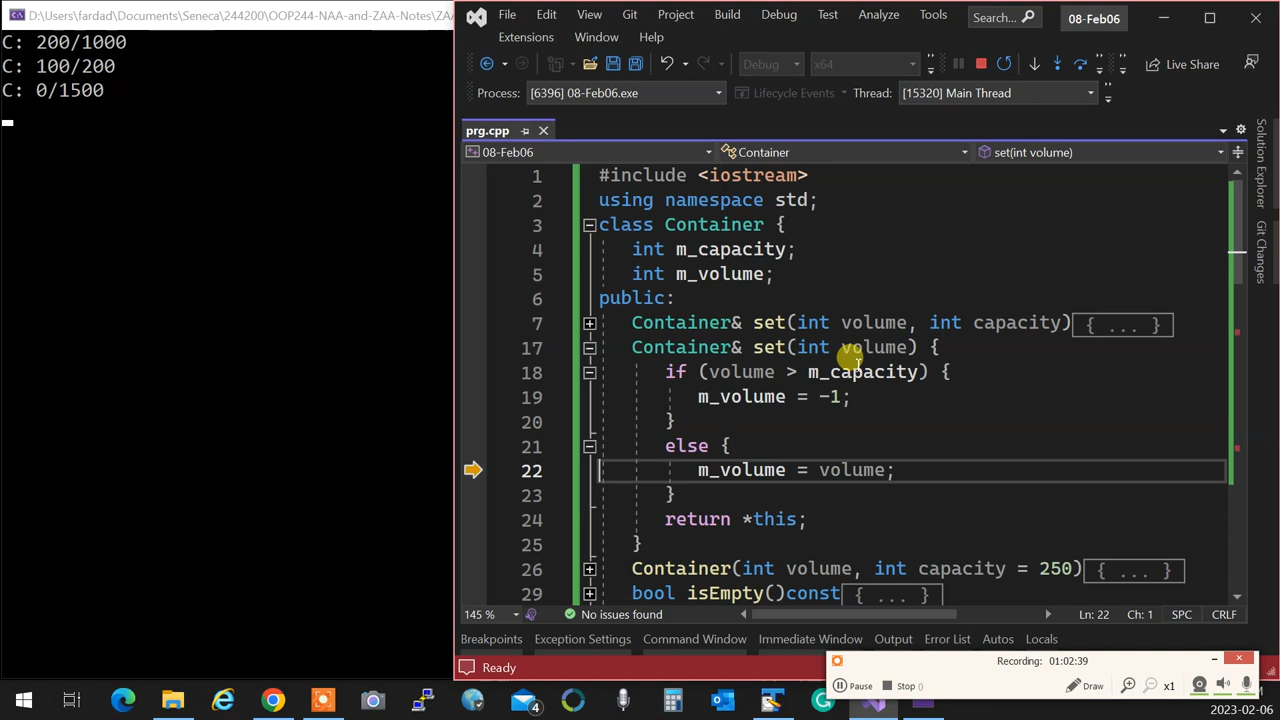 D:\Users\fardad\Documents\Seneca\244200\OOP244-NAA-and-ZAA-Notes\ZAA
C: 200/1000
C: 100/200
C: 0/1500
File Edit View Git Project Build Debug Test Analyze Tools Search... 08-Feb06
Extensions Window Help
Debug x64 Live Share
Process: [6396] 08-Feb06.exe Lifecycle Events Thread: [15320] Main Thread
prg.cpp
08-Feb06 Container set(int volume)
1 #include <iostream>
2 using namespace std;
3 class Container {
4 int m_capacity;
5 int m_volume;
6 public:
7 Container& set(int volume, int capacity){ ... }
17 Container& set(int volume) {
18 if (volume > m_capacity) {
19 m_volume = -1;
20 }
21 else {
22 m_volume = volume;
23 }
24 return *this;
25 }
26 Container(int volume, int capacity = 250){ ... }
29 bool isEmpty()const{ ... }
Solution Explorer
Git Changes
145 % No issues found Ln: 22 Ch: 1 SPC CRLF
Breakpoints Exception Settings Command Window Immediate Window Output Error List Autos Locals
Ready
Recording: 01:02:39
Pause Stop () Draw x1
4
2023-02-06